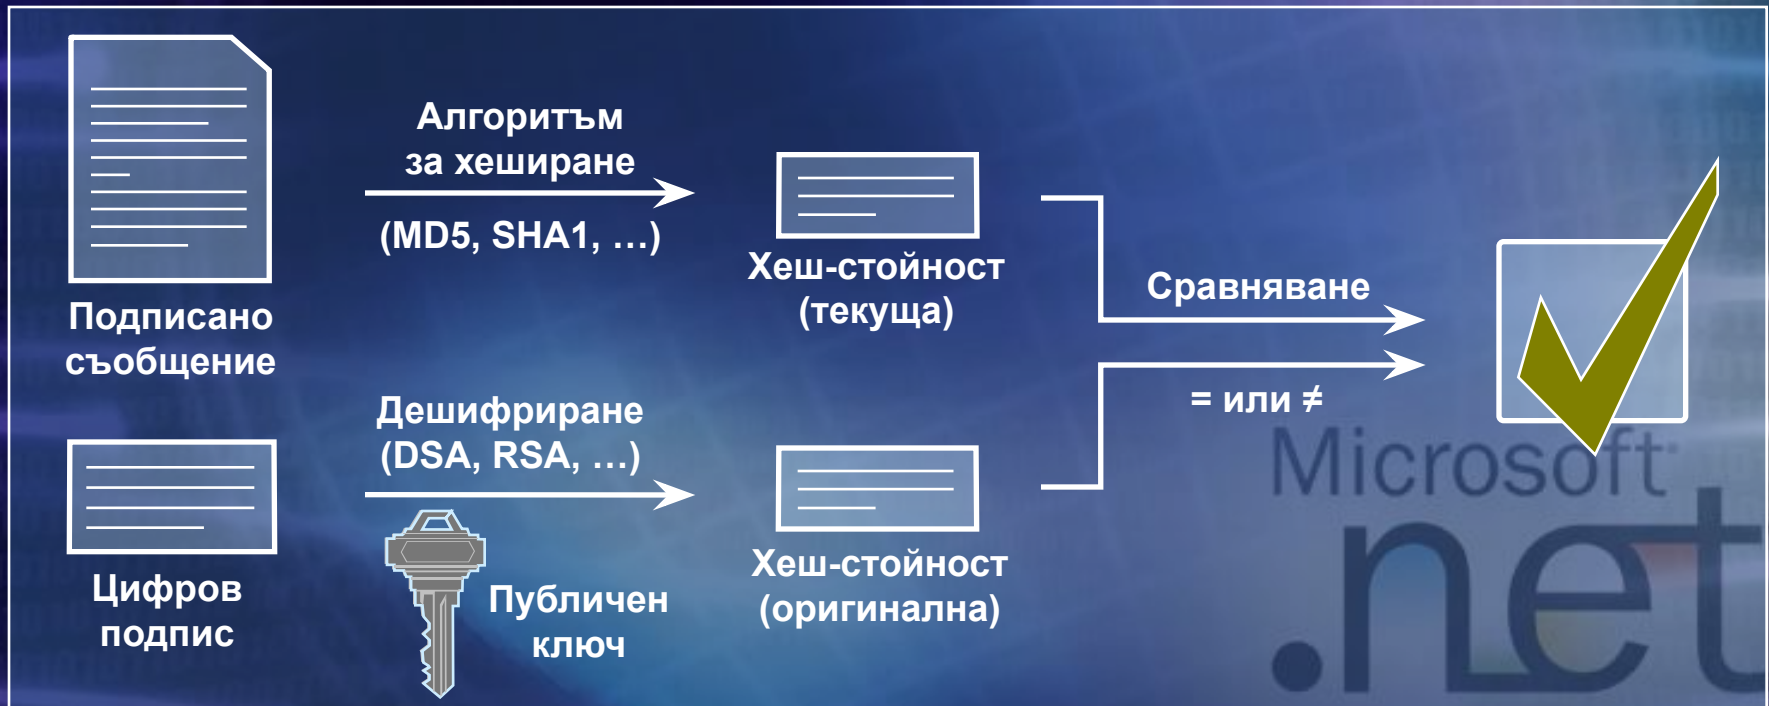 Алгоритъм
за хеширане
(MD5, SHA1, …)
Подписано
съобщение
Хеш-стойност
(текуща)
Сравняване
= или ≠
Дешифриране
(DSA, RSA, …)
Цифров
подпис
Публичен
ключ
Хеш-стойност
(оригинална)
Microsoft
.net